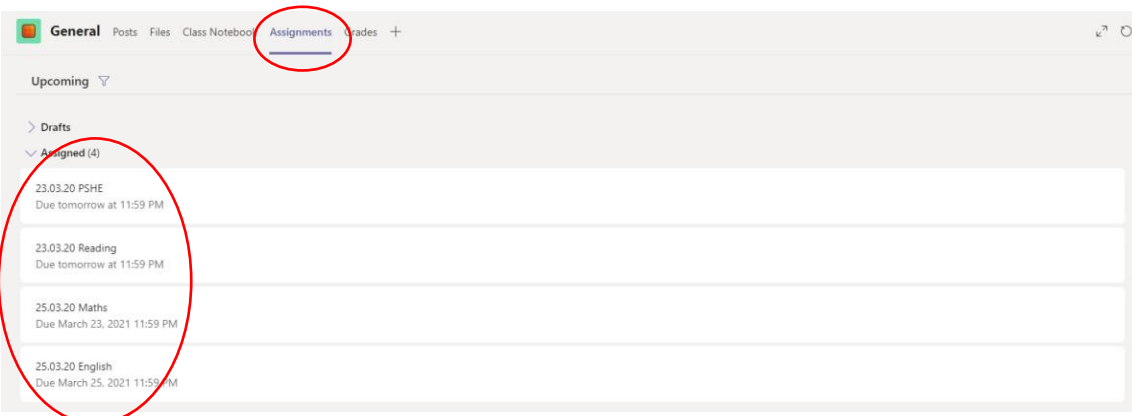 General Posts Files Class Notebook Assignments Grades
Upcoming
Drafts
Assigned (4)
23.03.20 PSHE
Due tomorrow at 11:59 PM
23.03.20 Reading
Due tomorrow at 11:59 PM
25.03.20 Maths
Due March 23, 2021 11:59 PM
25.03.20 English
Due March 25, 2021 11:59 PM